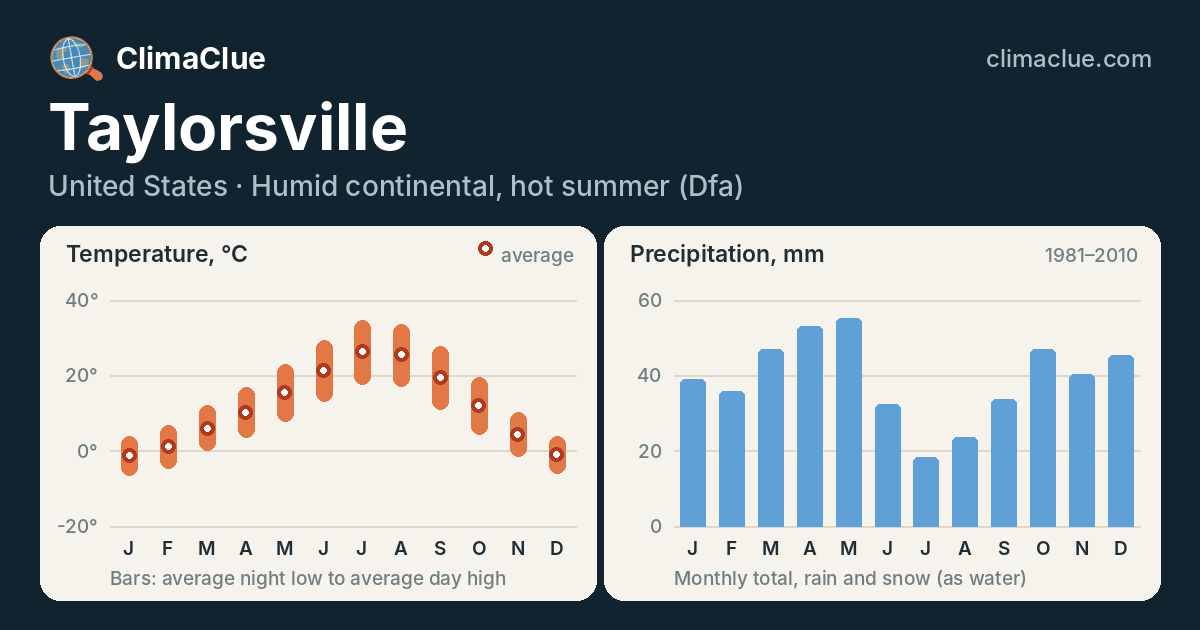 ClimaClue
climaclue.com
Taylorsville
United States · Humid continental, hot summer (Dfa)
Temperature, °C
average
40°
20°
0°
-20°
J F M A M J J A S O N D
Bars: average night low to average day high
Precipitation, mm
1981–2010
60
40
20
0
J F M A M J J A S O N D
Monthly total, rain and snow (as water)